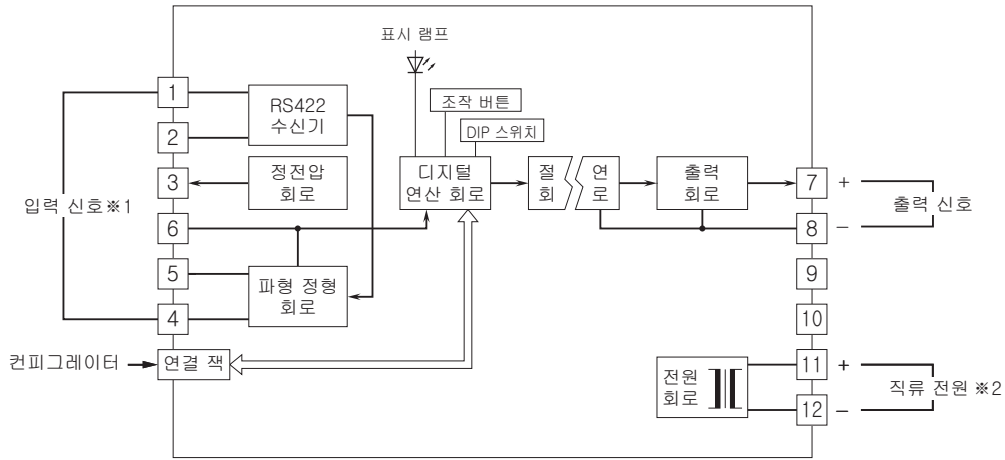 표시 램프
조작 버튼
DIP 스위치
1
2
3
6
5
4
입력 신호※1
RS422
수신기
정전압
회로
파형 정형
회로
디지털
연산 회로
절 연
회 로
출력
회로
7 +
8 −
출력 신호
9
10
11 +
12 −
직류 전원 ※2
전원
회로
컨피그레이터
연결 잭